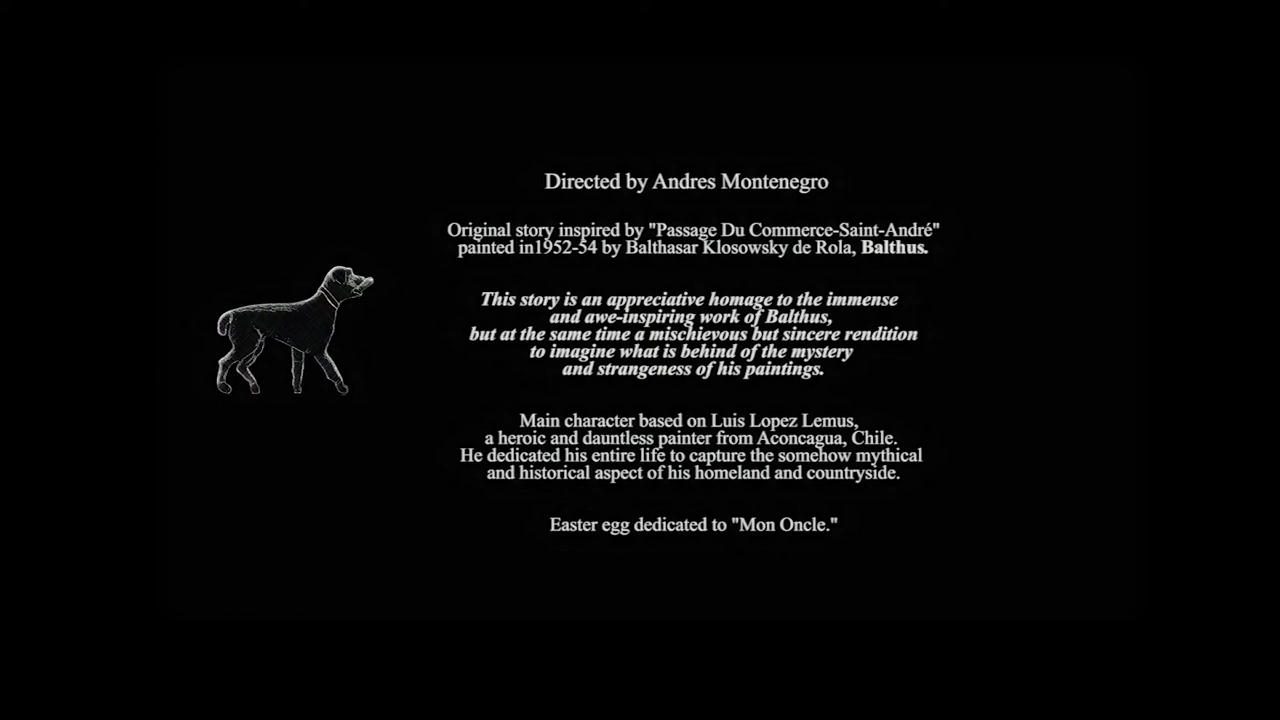 Directed by Andres Montenegro
Original story inspired by "Passage Du Commerce-Saint-André"
painted in1952-54 by Balthasar Klosowsky de Rola, Balthus.
This story is an appreciative homage to the immense
and awe-inspiring work of Balthus,
but at the same time a mischievous but sincere rendition
to imagine what is behind of the mystery
and strangeness of his paintings.
Main character based on Luis Lopez Lemus,
a heroic and dauntless painter from Aconcagua, Chile.
He dedicated his entire life to capture the somehow mythical
and historical aspect of his homeland and countryside.
Easter egg dedicated to "Mon Oncle."